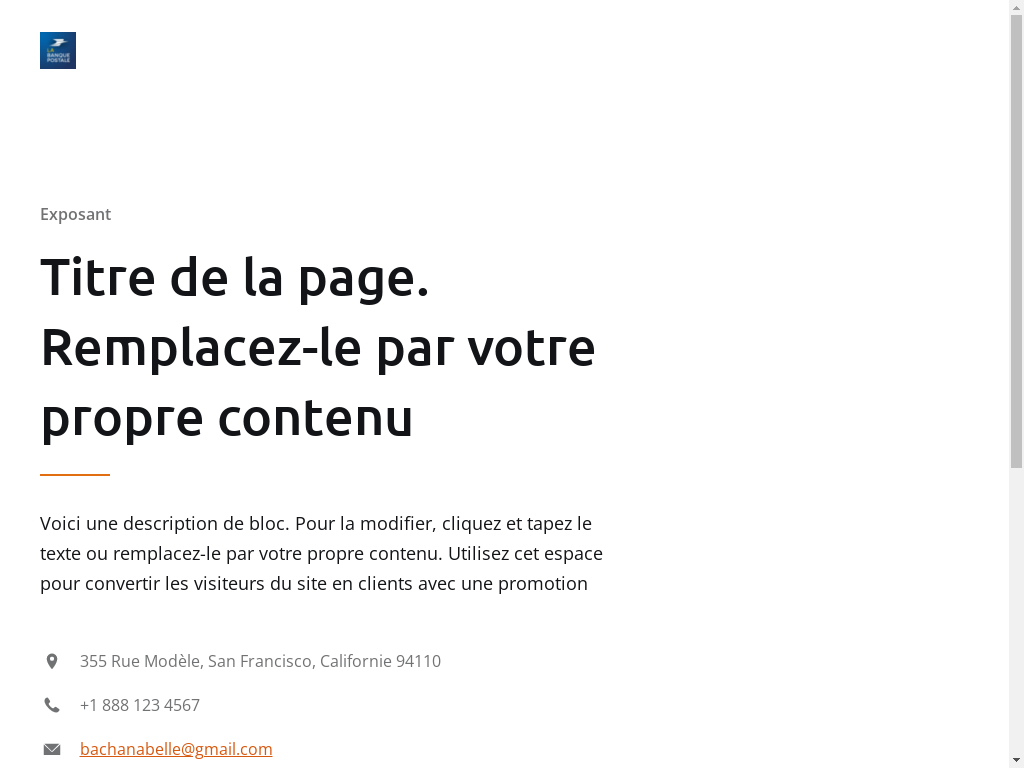 LA
BANQUE
POSTALE
Exposant
Titre de la page.
Remplacez-le par votre
propre contenu
Voici une description de bloc. Pour la modifier, cliquez et tapez le
texte ou remplacez-le par votre propre contenu. Utilisez cet espace
pour convertir les visiteurs du site en clients avec une promotion
355 Rue Modèle, San Francisco, Californie 94110
+1 888 123 4567
bachanabelle@gmail.com